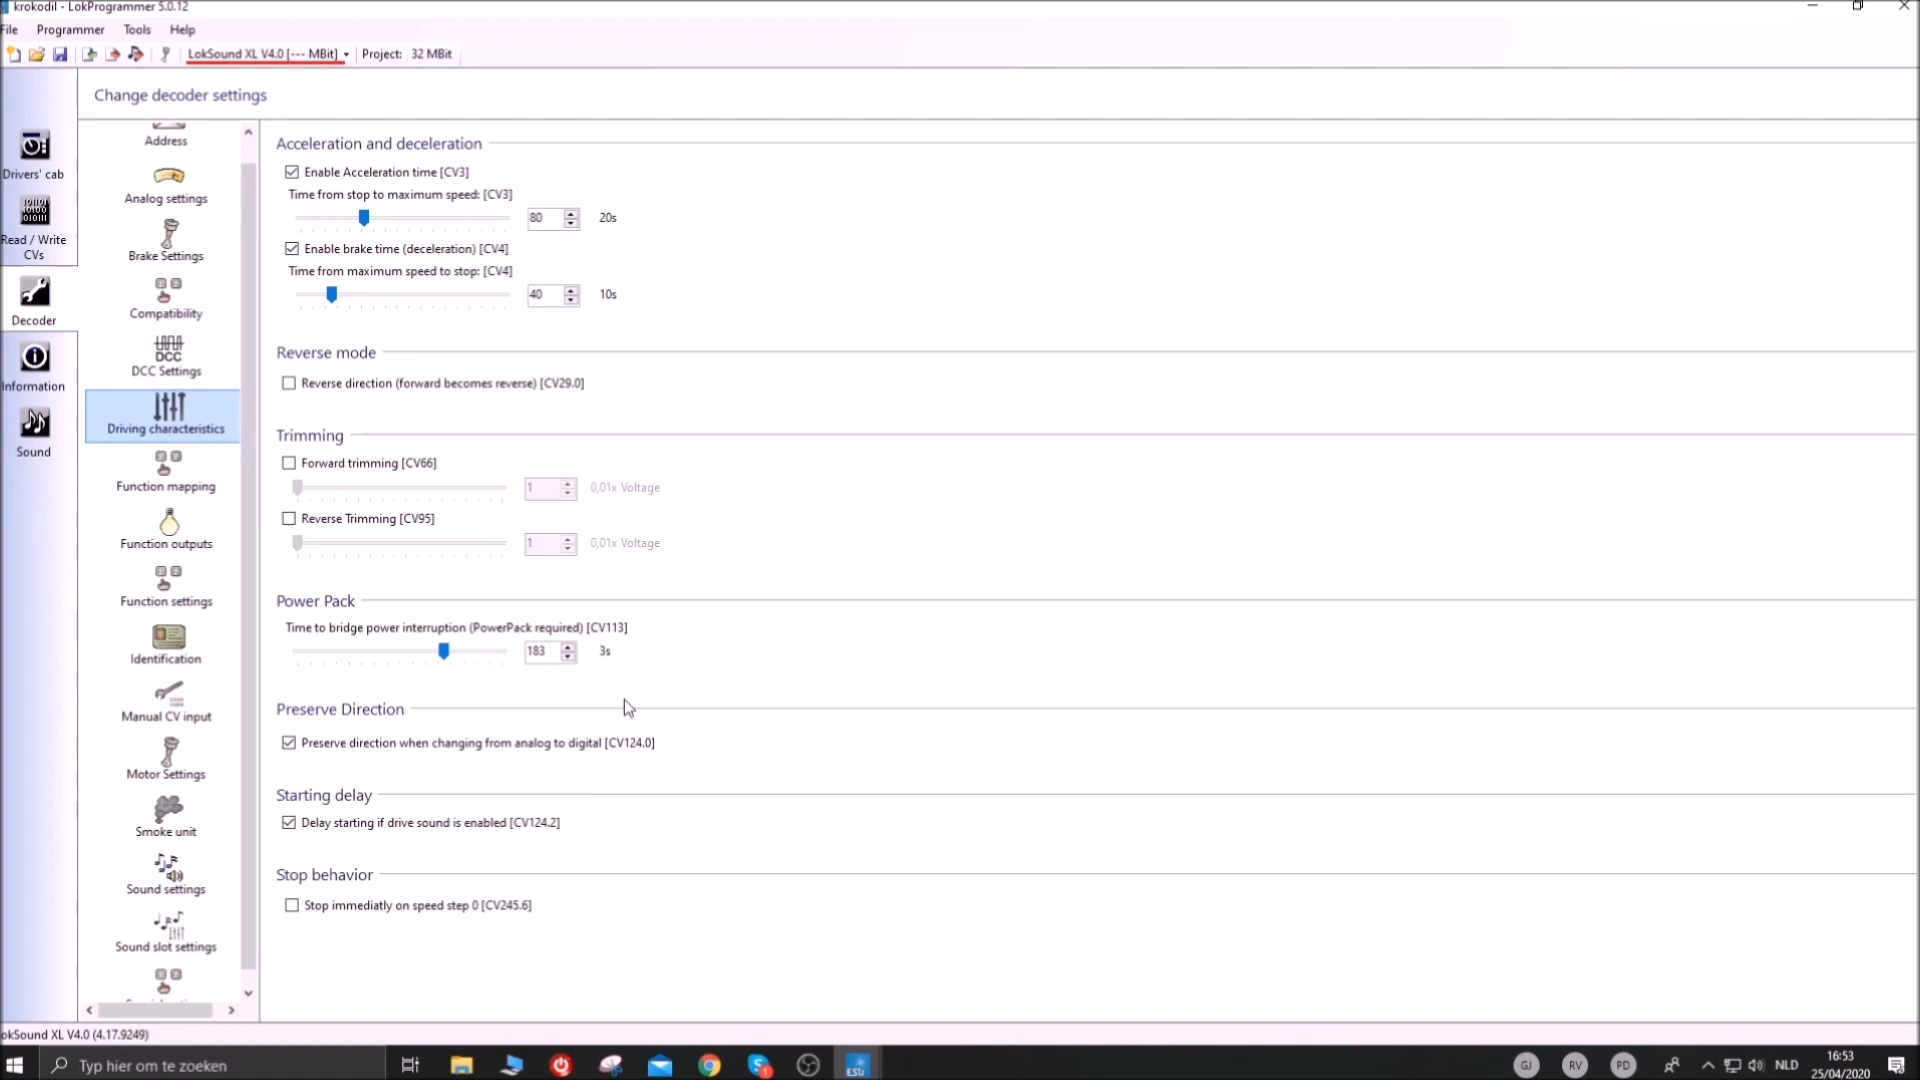 krokodil - LokProgrammer 5.0.12
File Programmer Tools Help
LokSound XL V4.0 [--- MBit] Project: 32 MBit
Change decoder settings
Drivers' cab
Read / Write
CVs
Decoder
Information
Sound
Address
Analog settings
Brake Settings
Compatibility
DCC
DCC Settings
Driving characteristics
Function mapping
Function outputs
Function settings
Identification
Manual CV input
Motor Settings
Smoke unit
Sound settings
Sound slot settings
Acceleration and deceleration
Enable Acceleration time [CV3]
Time from stop to maximum speed: [CV3]
80 20s
Enable brake time (deceleration) [CV4]
Time from maximum speed to stop: [CV4]
40 10s
Reverse mode
Reverse direction (forward becomes reverse) [CV29.0]
Trimming
Forward trimming [CV66]
1 0,01x Voltage
Reverse Trimming [CV95]
1 0,01x Voltage
Power Pack
Time to bridge power interruption (PowerPack required) [CV113]
183 3s
Preserve Direction
Preserve direction when changing from analog to digital [CV124.0]
Starting delay
Delay starting if drive sound is enabled [CV124.2]
Stop behavior
Stop immediatly on speed step 0 [CV245.6]
okSound XL V4.0 (4.17.9249)
Typ hier om te zoeken
ESU
GJ RV PD
NLD
16:53
25/04/2020